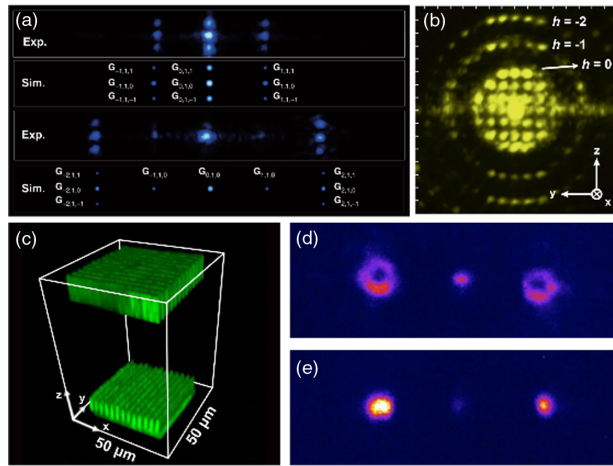 (a)
Exp.
G-1,1,1 G0,1,1 G1,1,1
Sim. G-1,1,0 G0,1,0 G1,1,0
G-1,1,-1 G0,1,-1 G1,1,-1
Exp.
G-2,1,1 G2,1,1
Sim. G-2,1,0 G-1,1,0 G0,1,0 G1,1,0 G2,1,0
G-2,1,-1 G2,1,-1
(b)
h = -2
h = -1
h = 0
z
y
x
(c)
z
y
x
50 µm
50 µm
(d)
(e)